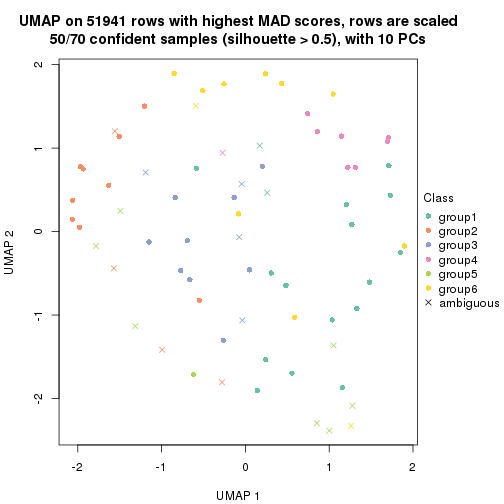 UMAP on 51941 rows with highest MAD scores, rows are scaled
50/70 confident samples (silhouette > 0.5), with 10 PCs
2
1
0
-1
-2
UMAP 2
-2
-1
0
1
2
UMAP 1
Class
group1
group2
group3
group4
group5
group6
ambiguous